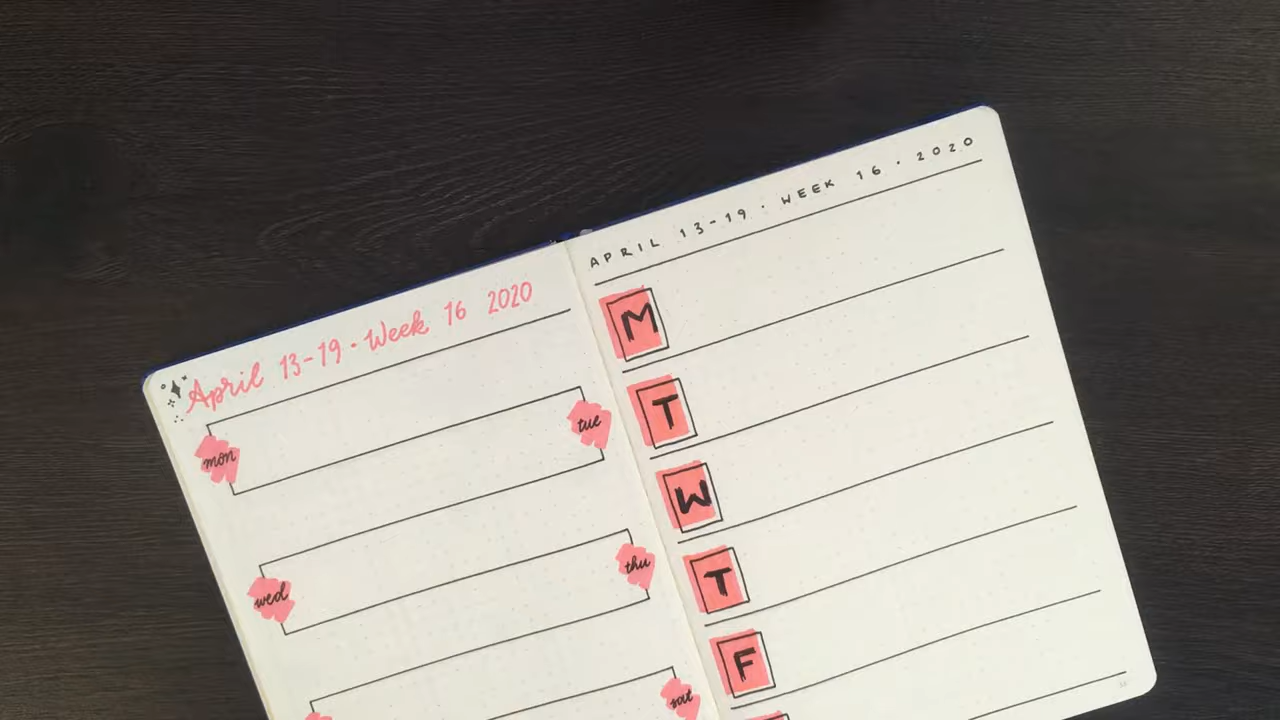 April 13-19 · Week 16 2020
mon
tue
wed
thu
sat
APRIL 13-19 · WEEK 16 · 2020
M
T
W
T
F